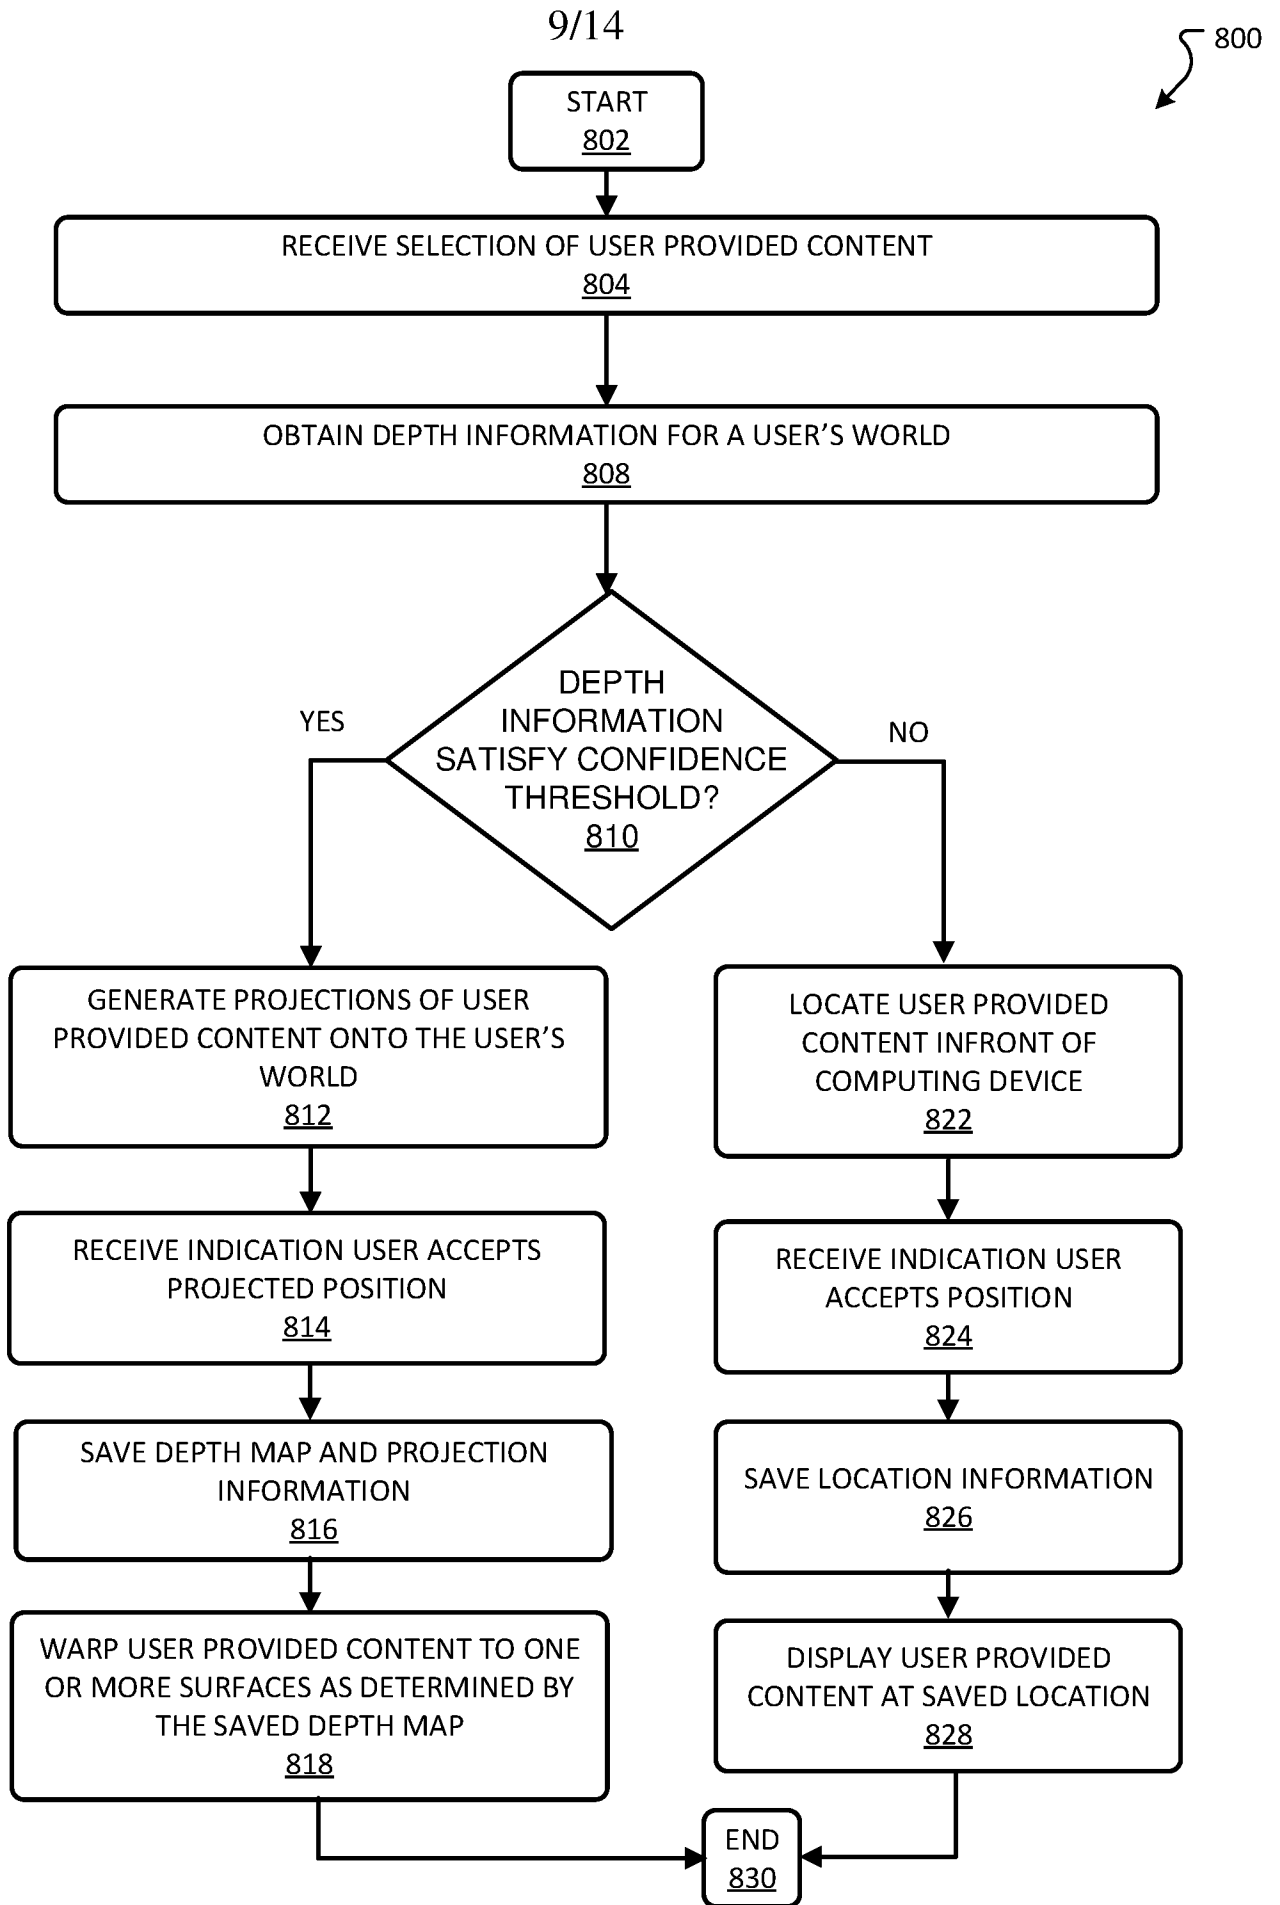 9/14
800
START
802
RECEIVE SELECTION OF USER PROVIDED CONTENT
804
OBTAIN DEPTH INFORMATION FOR A USER’S WORLD
808
DEPTH
INFORMATION
SATISFY CONFIDENCE
THRESHOLD?
810
YES
NO
GENERATE PROJECTIONS OF USER
PROVIDED CONTENT ONTO THE USER’S
WORLD
812
RECEIVE INDICATION USER ACCEPTS
PROJECTED POSITION
814
SAVE DEPTH MAP AND PROJECTION
INFORMATION
816
WARP USER PROVIDED CONTENT TO ONE
OR MORE SURFACES AS DETERMINED BY
THE SAVED DEPTH MAP
818
LOCATE USER PROVIDED
CONTENT INFRONT OF
COMPUTING DEVICE
822
RECEIVE INDICATION USER
ACCEPTS POSITION
824
SAVE LOCATION INFORMATION
826
DISPLAY USER PROVIDED
CONTENT AT SAVED LOCATION
828
END
830